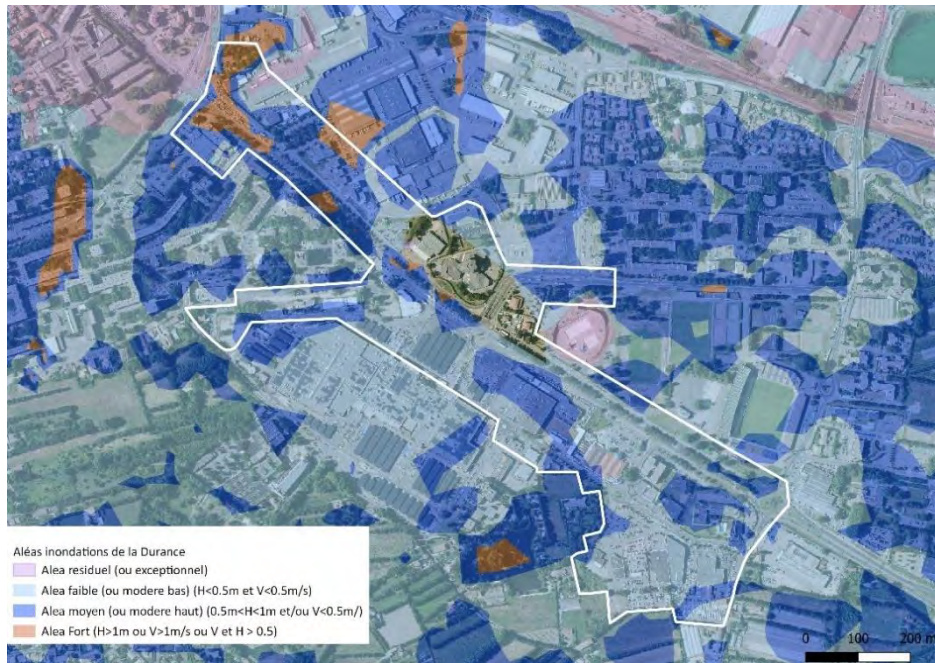 Aléas inondations de la Durance
Alea residuel (ou exceptionnel)
Alea faible (ou modere bas) (H<0.5m et V<0.5m/s)
Alea moyen (ou modere haut) (0.5m<H<1m et/ou V<0.5m/)
Alea Fort (H>1m ou V>1m/s ou V et H > 0.5)
0 100 200 m